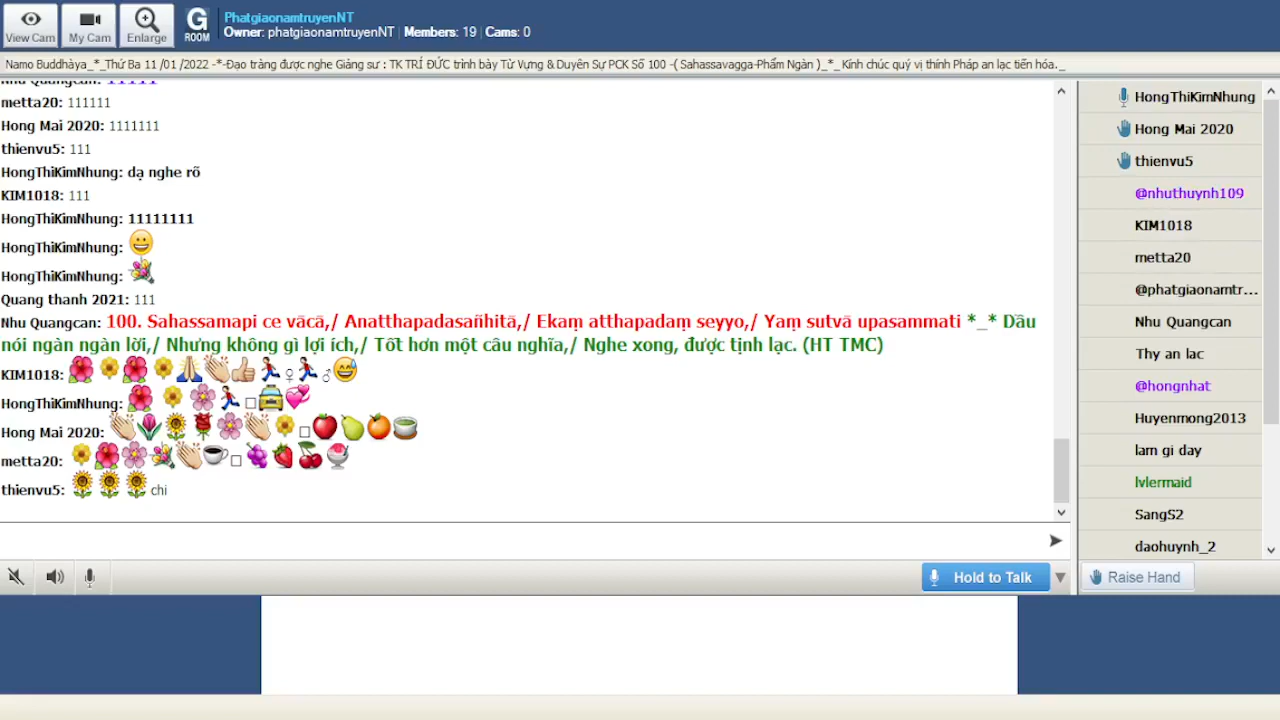 View Cam
My Cam
Enlarge
G ROOM
PhatgiaonamtruyenNT
Owner: phatgiaonamtruyenNT | Members: 19 | Cams: 0
Namo Buddhàya_*_Thứ Ba 11 /01 /2022 -*-Đạo tràng được nghe Giảng sư : TK TRÍ ĐỨC trình bày Từ Vựng & Duyên Sự PCK Số 100 -( Sahassavagga-Phẩm Ngàn )_*_Kính chúc quý vị thính Pháp an lạc tiến hóa._
metta20: 111111
Hong Mai 2020: 1111111
thienvu5: 111
HongThiKimNhung: dạ nghe rõ
KIM1018: 111
HongThiKimNhung: 11111111
HongThiKimNhung: 😀
HongThiKimNhung: 💐
Quang thanh 2021: 111
Nhu Quangcan: 100. Sahassamapi ce vācā,/ Anatthapadasañhitā,/ Ekaṃ atthapadaṃ seyyo,/ Yaṃ sutvā upasammati *_* Dầu
nói ngàn ngàn lời,/ Nhưng không gì lợi ích,/ Tốt hơn một câu nghĩa,/ Nghe xong, được tịnh lạc. (HT TMC)
KIM1018: 🌺🌼🌺🌼🙏👏👍🏃♀🏃♂😅
HongThiKimNhung: 🌺🌼🌸🏃□🚖💞
Hong Mai 2020: 👏🌷🌻🌹🌸👏🌼□🍎🍐🍊🍵
metta20: 🌼🌺🌸💐👏☕□🍇🍓🍒🍨
thienvu5: 🌻🌻🌻 chi
HongThiKimNhung
Hong Mai 2020
thienvu5
@nhuthuynh109
KIM1018
metta20
@phatgiaonamtr...
Nhu Quangcan
Thy an lac
@hongnhat
Huyenmong2013
lam gi day
lvlermaid
SangS2
daohuynh_2
Hold to Talk
Raise Hand